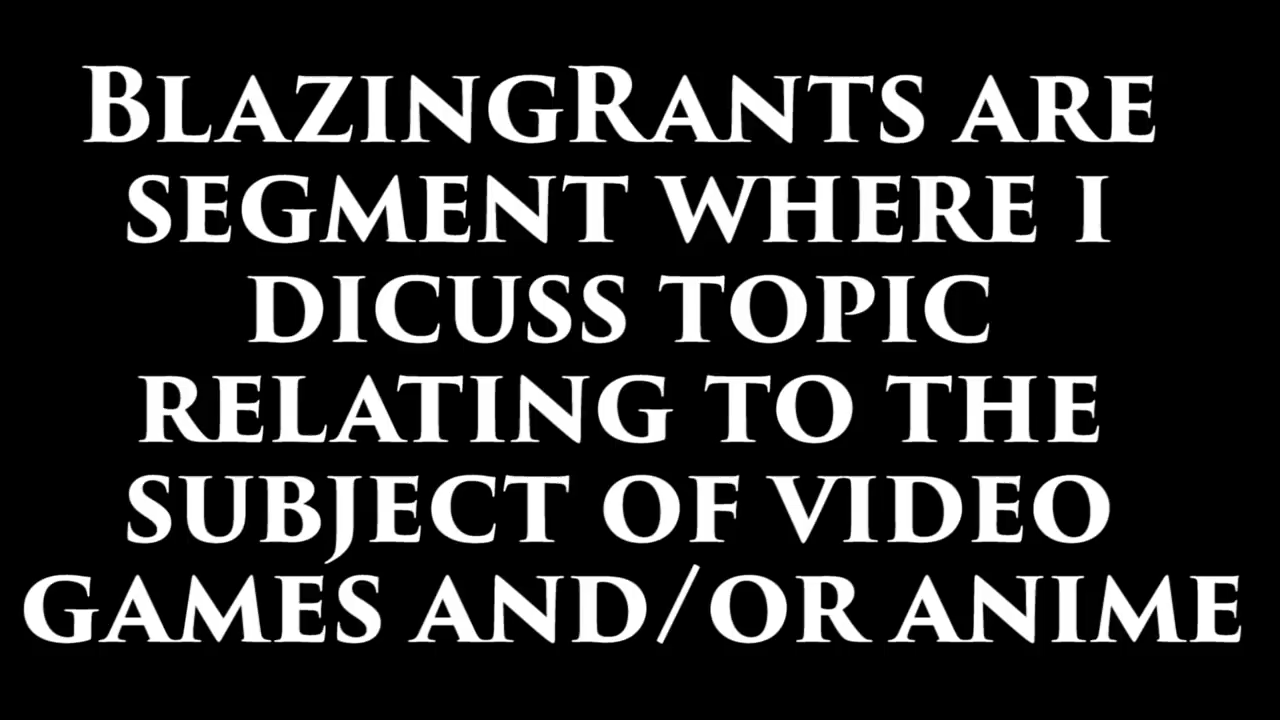 BlazingRants are
segment where I
dicuss topic
relating to the
subject of video
games and/or anime